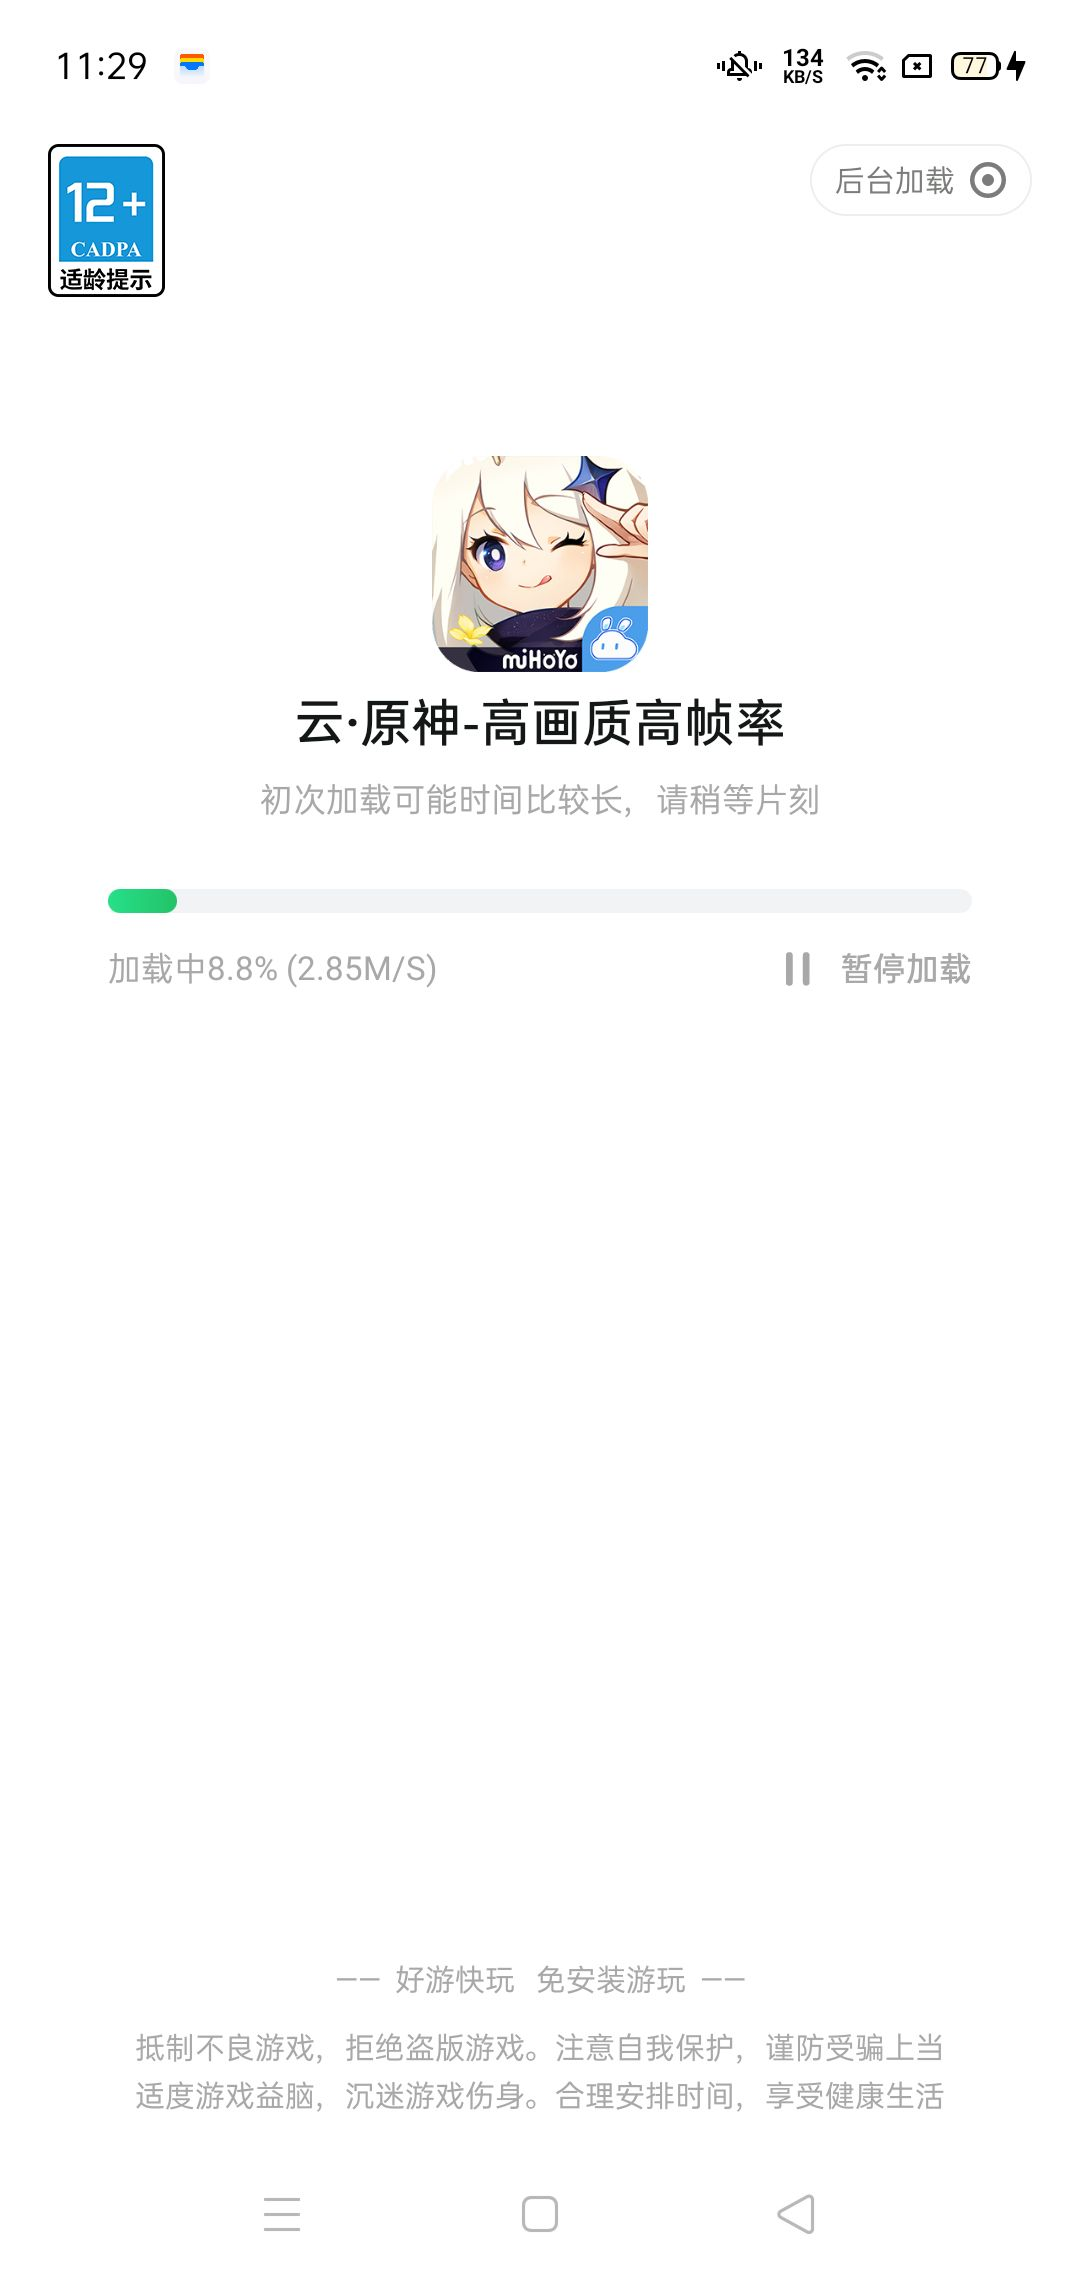 11:29
134
KB/S
77
12+
CADPA
适龄提示
后台加载
miHoYo
云·原神-高画质高帧率
初次加载可能时间比较长，请稍等片刻
加载中8.8% (2.85M/S)
暂停加载
—— 好游快玩 免安装游玩 ——
抵制不良游戏，拒绝盗版游戏。注意自我保护，谨防受骗上当
适度游戏益脑，沉迷游戏伤身。合理安排时间，享受健康生活